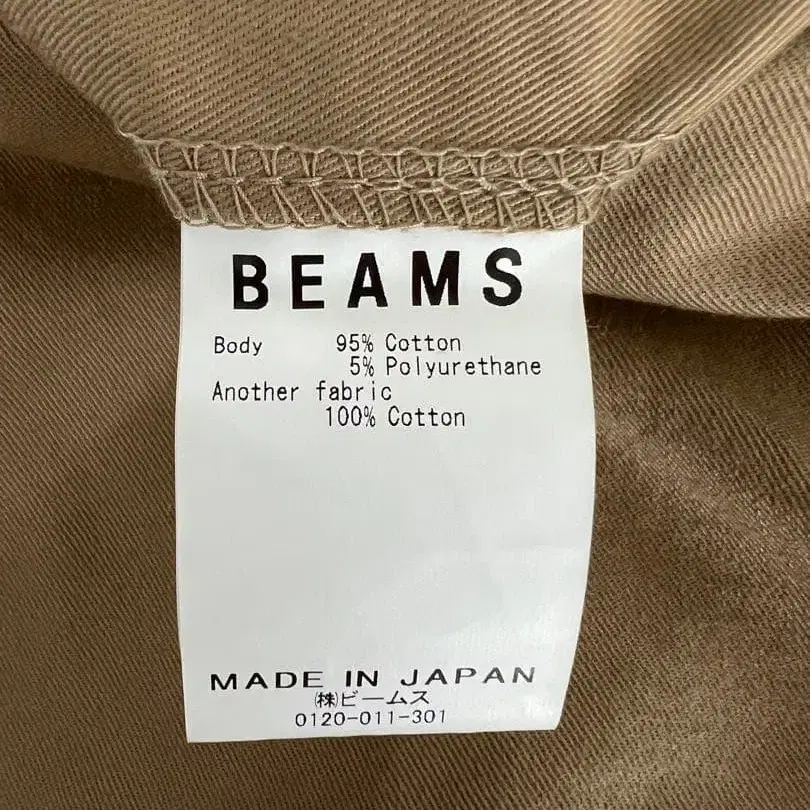 BEAMS
Body 95% Cotton
5% Polyurethane
Another fabric
100% Cotton
MADE IN JAPAN
㈱ビームス
0120-011-301